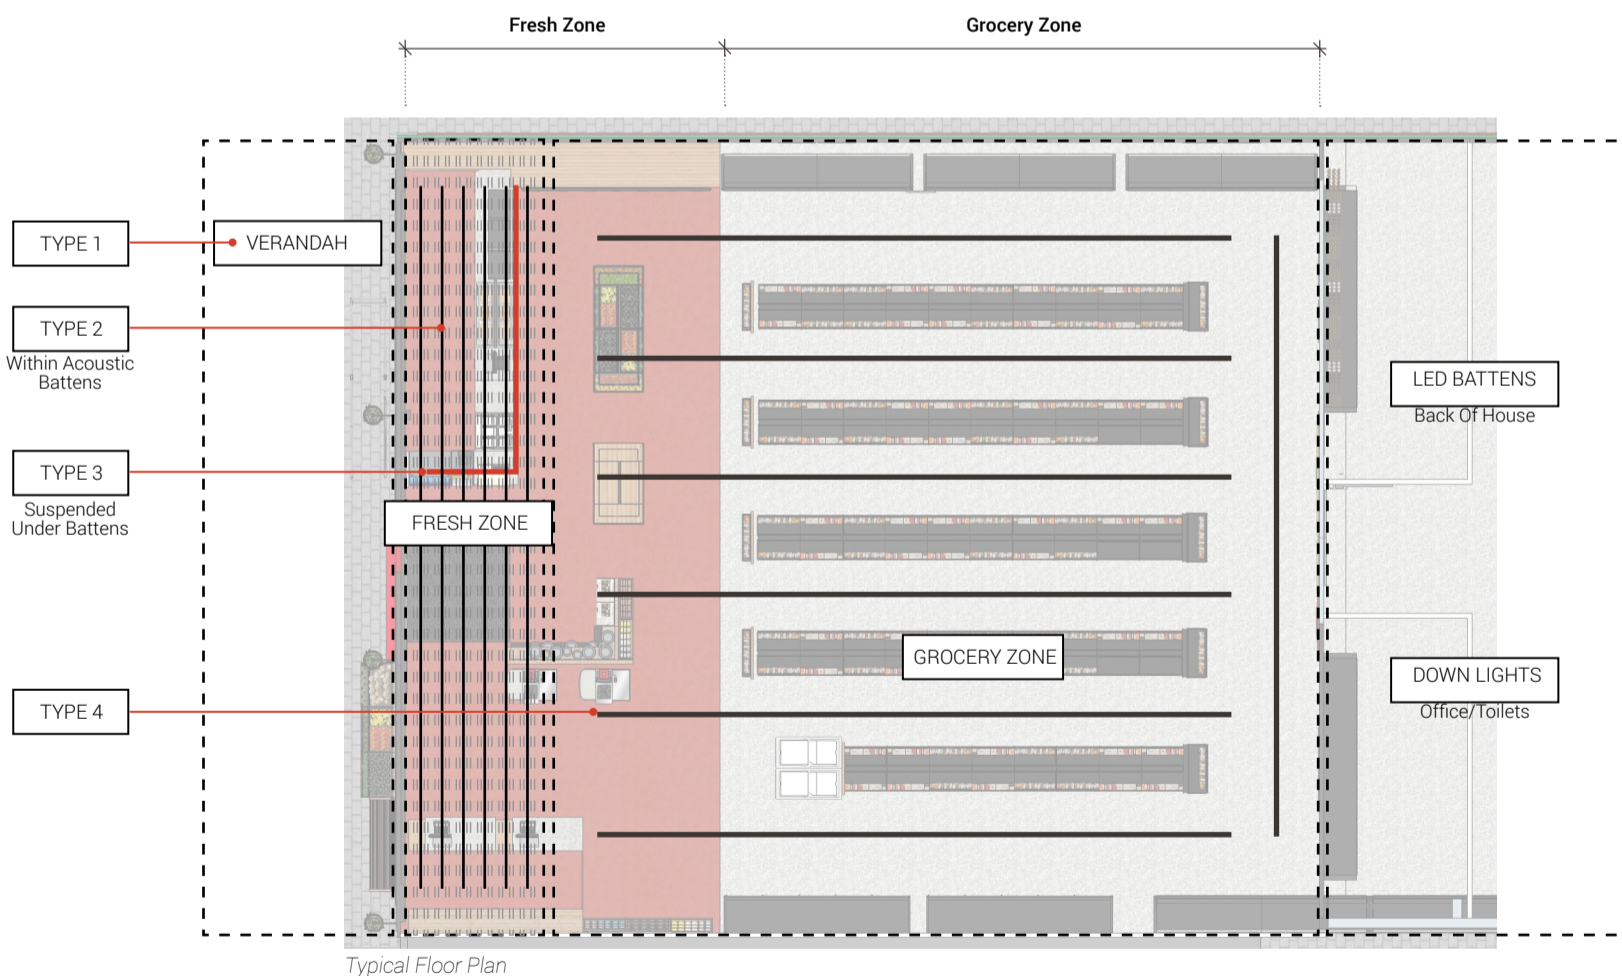 Fresh Zone
Grocery Zone
TYPE 1
VERANDAH
TYPE 2
Within Acoustic
Battens
LED BATTENS
Back Of House
TYPE 3
Suspended
Under Battens
FRESH ZONE
GROCERY ZONE
DOWN LIGHTS
Office/Toilets
TYPE 4
Typical Floor Plan